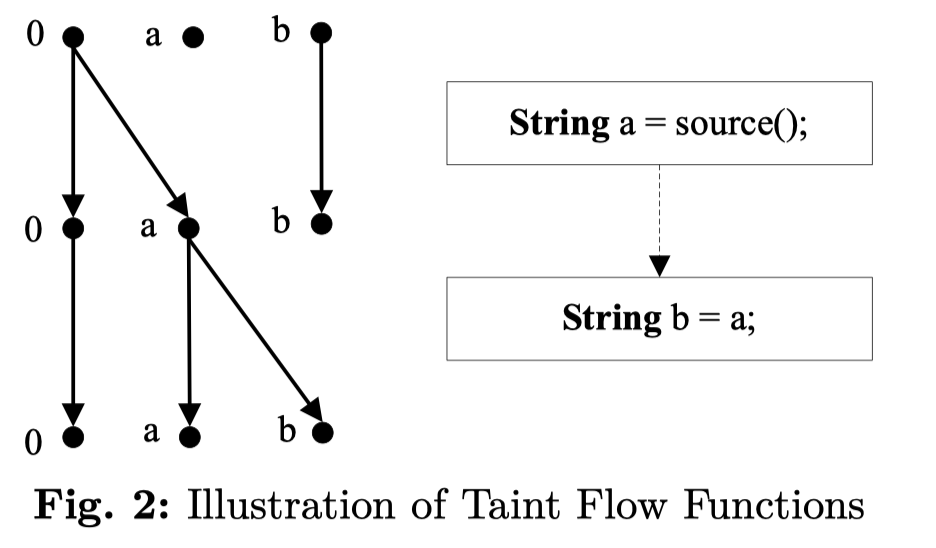 0 a b
String a = source();
0 a b
String b = a;
0 a b
Fig. 2: Illustration of Taint Flow Functions